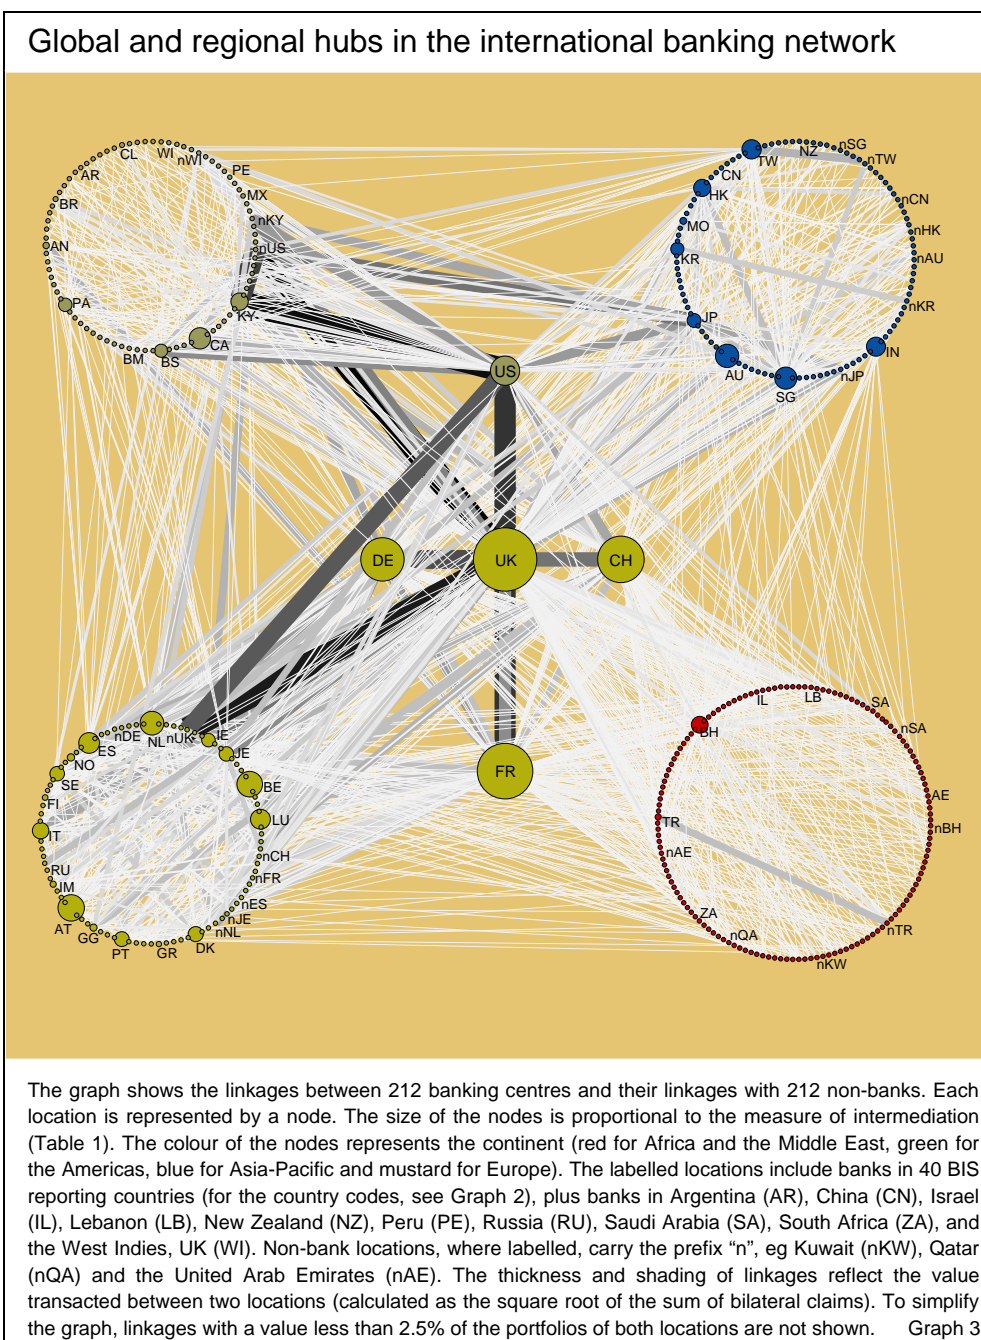 Global and regional hubs in the international banking network
CL
WI
nWI
AR
PE
BR
MX
nKY
AN
nUS
PA
KY
CA
BM
BS
TW
NZ
nSG
nTW
CN
HK
nCN
MO
nHK
KR
nAU
nKR
JP
IN
AU
nJP
SG
US
DE
UK
CH
FR
nDE
NL
nUK
IE
ES
JE
NO
SE
BE
FI
LU
IT
nCH
RU
nFR
IM
nES
AT
nJE
GG
nNL
PT
GR
DK
IL
LB
SA
BH
nSA
AE
TR
nBH
nAE
ZA
nTR
nQA
nKW
The graph shows the linkages between 212 banking centres and their linkages with 212 non-banks. Each
location is represented by a node. The size of the nodes is proportional to the measure of intermediation
(Table 1). The colour of the nodes represents the continent (red for Africa and the Middle East, green for
the Americas, blue for Asia-Pacific and mustard for Europe). The labelled locations include banks in 40 BIS
reporting countries (for the country codes, see Graph 2), plus banks in Argentina (AR), China (CN), Israel
(IL), Lebanon (LB), New Zealand (NZ), Peru (PE), Russia (RU), Saudi Arabia (SA), South Africa (ZA), and
the West Indies, UK (WI). Non-bank locations, where labelled, carry the prefix “n”, eg Kuwait (nKW), Qatar
(nQA) and the United Arab Emirates (nAE). The thickness and shading of linkages reflect the value
transacted between two locations (calculated as the square root of the sum of bilateral claims). To simplify
the graph, linkages with a value less than 2.5% of the portfolios of both locations are not shown. Graph 3